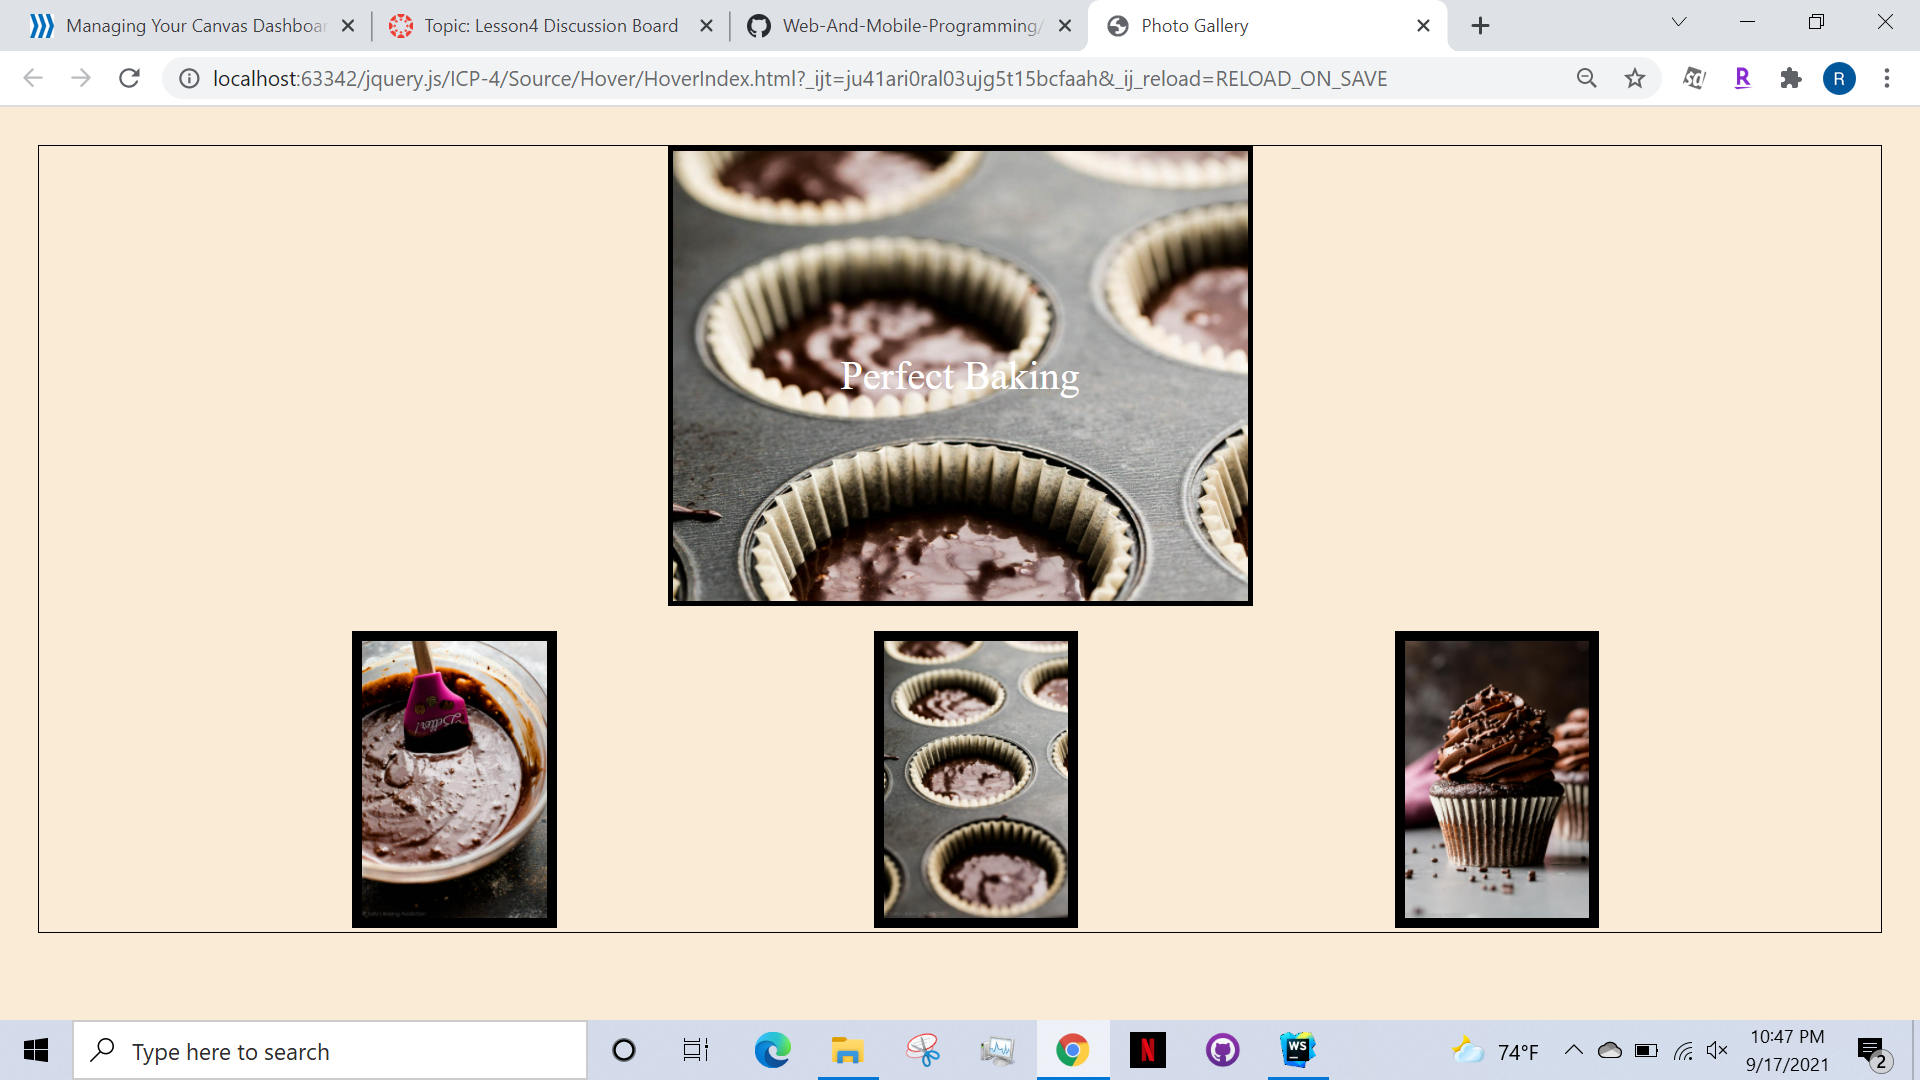 Managing Your Canvas Dashboar
Topic: Lesson4 Discussion Board
Web-And-Mobile-Programming/
Photo Gallery
localhost:63342/jquery.js/ICP-4/Source/Hover/HoverIndex.html?_ijt=ju41ari0ral03ujg5t15bcfaah&_ij_reload=RELOAD_ON_SAVE
R
R
Perfect Baking
Better!
Type here to search
N
WS
74°F
10:47 PM
9/17/2021
2